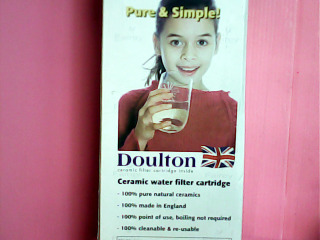 Pure & Simple!
Doulton
ceramic filter cartridge inside
Ceramic water filter cartridge
- 100% pure natural ceramics
- 100% made in England
- 100% point of use, boiling not required
- 100% cleanable & re-usable